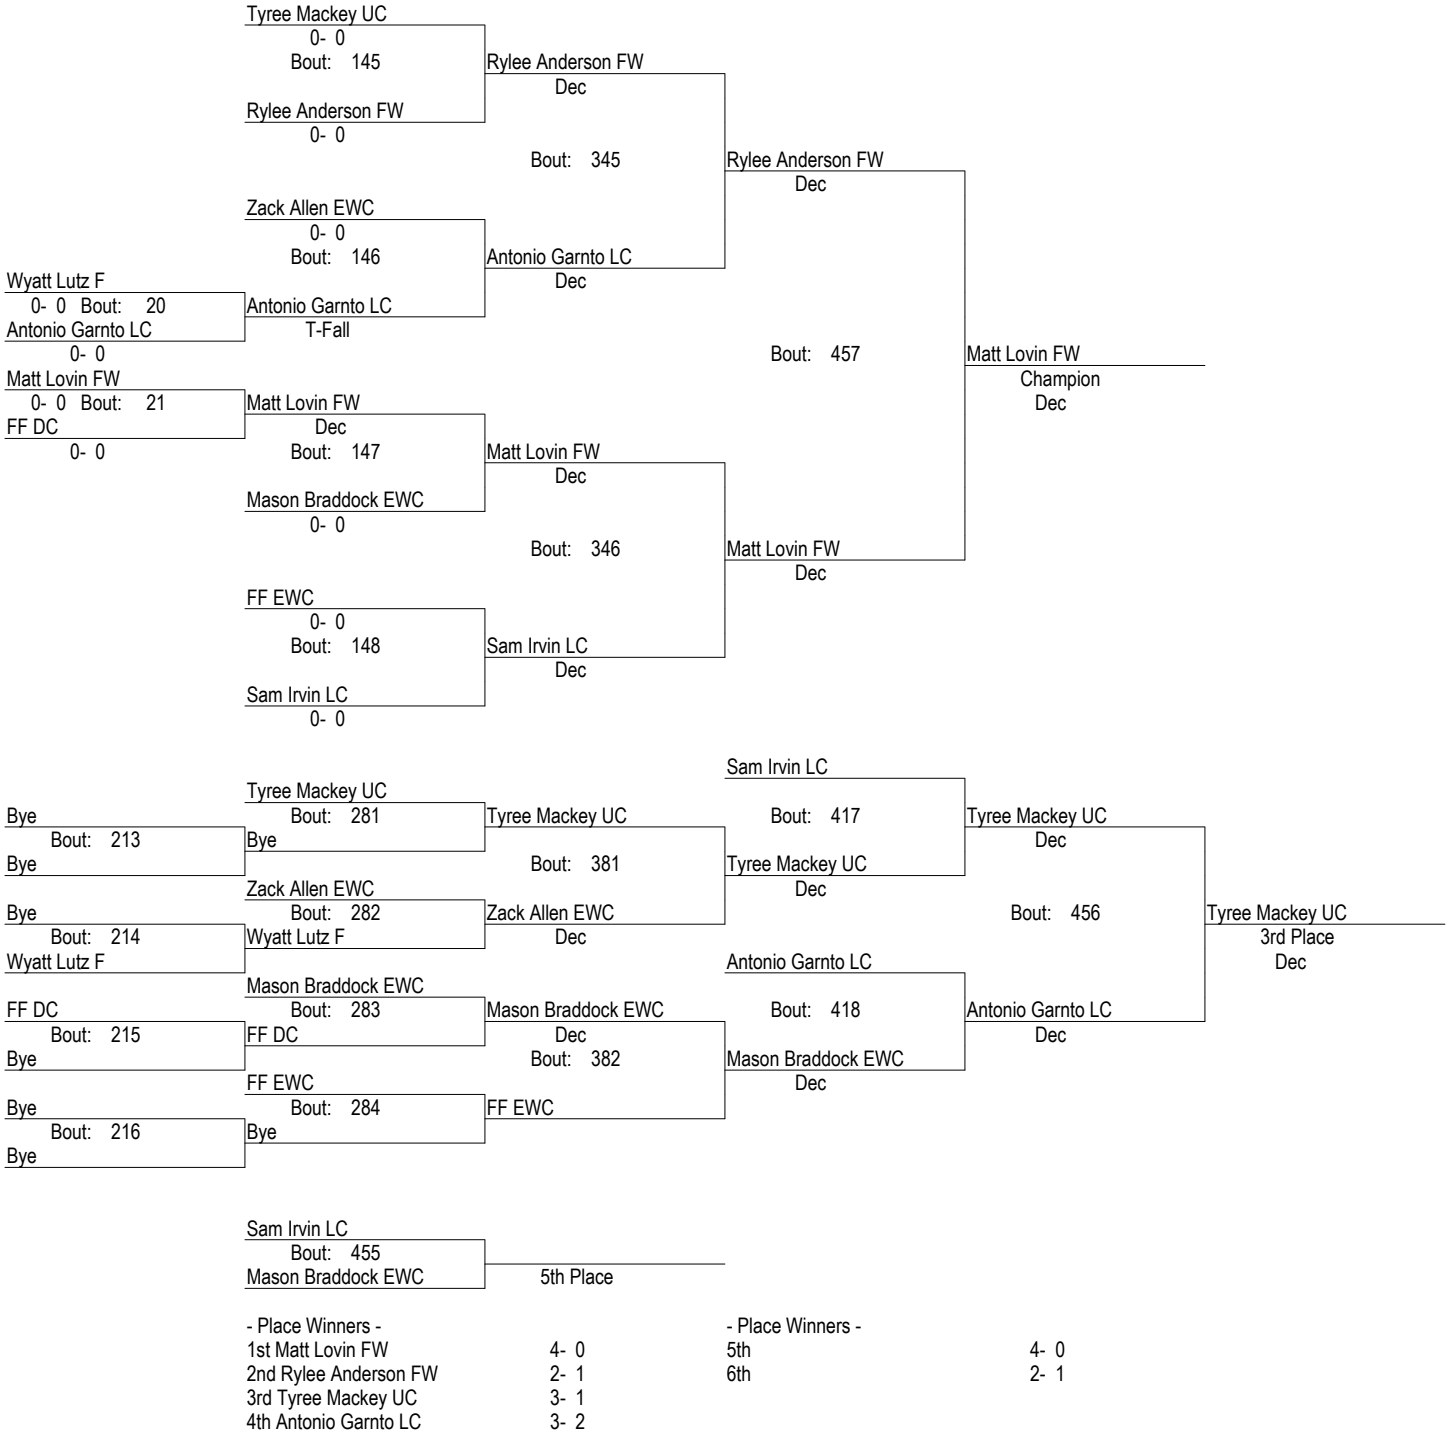 Tyree Mackey UC
0- 0
Bout: 145
Rylee Anderson FW
Dec
Rylee Anderson FW
0- 0
Bout: 345
Rylee Anderson FW
Dec
Zack Allen EWC
0- 0
Bout: 146
Antonio Garnto LC
Dec
Wyatt Lutz F
0- 0 Bout: 20
Antonio Garnto LC
T-Fall
Antonio Garnto LC
0- 0
Bout: 457
Matt Lovin FW
Champion
Dec
Matt Lovin FW
0- 0 Bout: 21
Matt Lovin FW
Dec
FF DC
0- 0
Bout: 147
Matt Lovin FW
Dec
Mason Braddock EWC
0- 0
Bout: 346
Matt Lovin FW
Dec
FF EWC
0- 0
Bout: 148
Sam Irvin LC
Dec
Sam Irvin LC
0- 0
Sam Irvin LC
Tyree Mackey UC
Bye
Bout: 281
Tyree Mackey UC
Bout: 417
Tyree Mackey UC
Dec
Bout: 213
Bye
Bye
Bout: 381
Tyree Mackey UC
Dec
Zack Allen EWC
Bye
Bout: 282
Zack Allen EWC
Dec
Bout: 456
Tyree Mackey UC
3rd Place
Dec
Bout: 214
Wyatt Lutz F
Wyatt Lutz F
Antonio Garnto LC
Mason Braddock EWC
FF DC
Bout: 283
Mason Braddock EWC
Dec
Bout: 418
Antonio Garnto LC
Dec
Bout: 215
FF DC
Bye
Bout: 382
Mason Braddock EWC
Dec
FF EWC
Bye
Bout: 284
FF EWC
Bout: 216
Bye
Bye
Sam Irvin LC
Bout: 455
Mason Braddock EWC
5th Place
- Place Winners -
1st Matt Lovin FW 4- 0
2nd Rylee Anderson FW 2- 1
3rd Tyree Mackey UC 3- 1
4th Antonio Garnto LC 3- 2
- Place Winners -
5th 4- 0
6th 2- 1